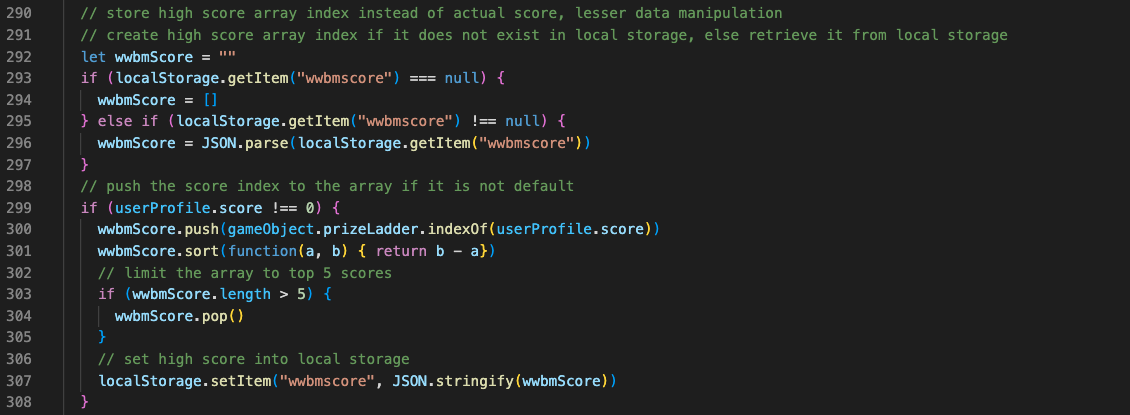 290 // store high score array index instead of actual score, lesser data manipulation
291 // create high score array index if it does not exist in local storage, else retrieve it from local storage
292 let wwbmScore = ""
293 if (localStorage.getItem("wwbmscore") === null) {
294   wwbmScore = []
295 } else if (localStorage.getItem("wwbmscore") !== null) {
296   wwbmScore = JSON.parse(localStorage.getItem("wwbmscore"))
297 }
298 // push the score index to the array if it is not default
299 if (userProfile.score !== 0) {
300   wwbmScore.push(gameObject.prizeLadder.indexOf(userProfile.score))
301   wwbmScore.sort(function(a, b) { return b - a})
302   // limit the array to top 5 scores
303   if (wwbmScore.length > 5) {
304     wwbmScore.pop()
305   }
306   // set high score into local storage
307   localStorage.setItem("wwbmscore", JSON.stringify(wwbmScore))
308 }